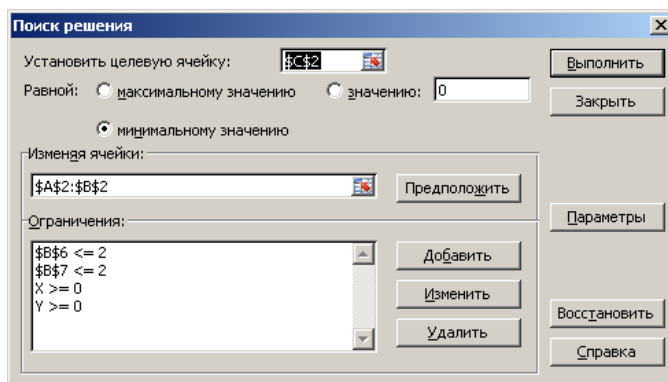 Поиск решения
Установить целевую ячейку: $C$2
Равной: максимальному значению значению: 0
минимальному значению
Изменяя ячейки:
$A$2:$B$2
Предположить
Ограничения:
$B$6 <= 2
$B$7 <= 2
X >= 0
Y >= 0
Добавить
Изменить
Удалить
Выполнить
Закрыть
Параметры
Восстановить
Справка